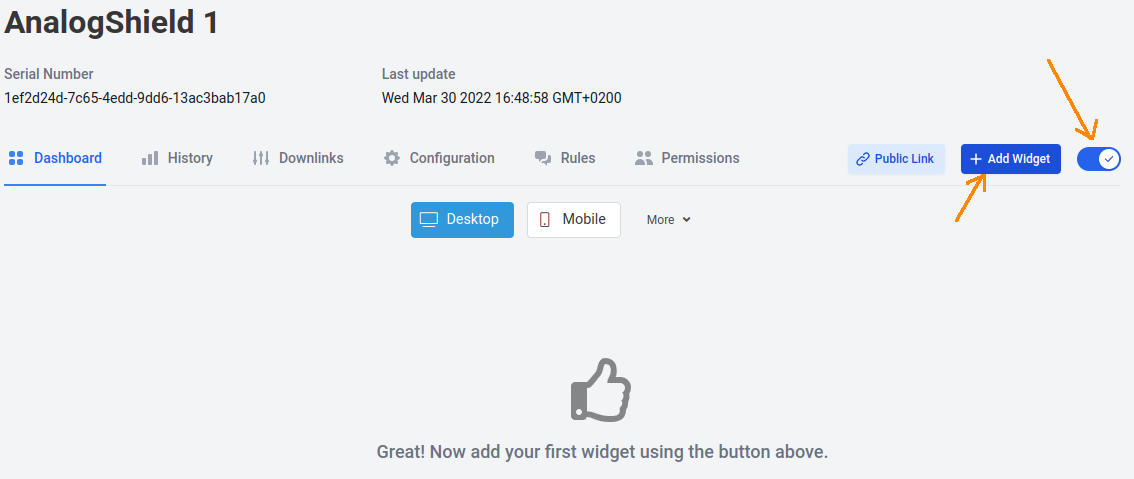 AnalogShield 1
Serial Number
Last update
1ef2d24d-7c65-4edd-9dd6-13ac3bab17a0
Wed Mar 30 2022 16:48:58 GMT+0200
Dashboard
History
Downlinks
Configuration
Rules
Permissions
Public Link
+ Add Widget
Desktop
Mobile
More
Great! Now add your first widget using the button above.